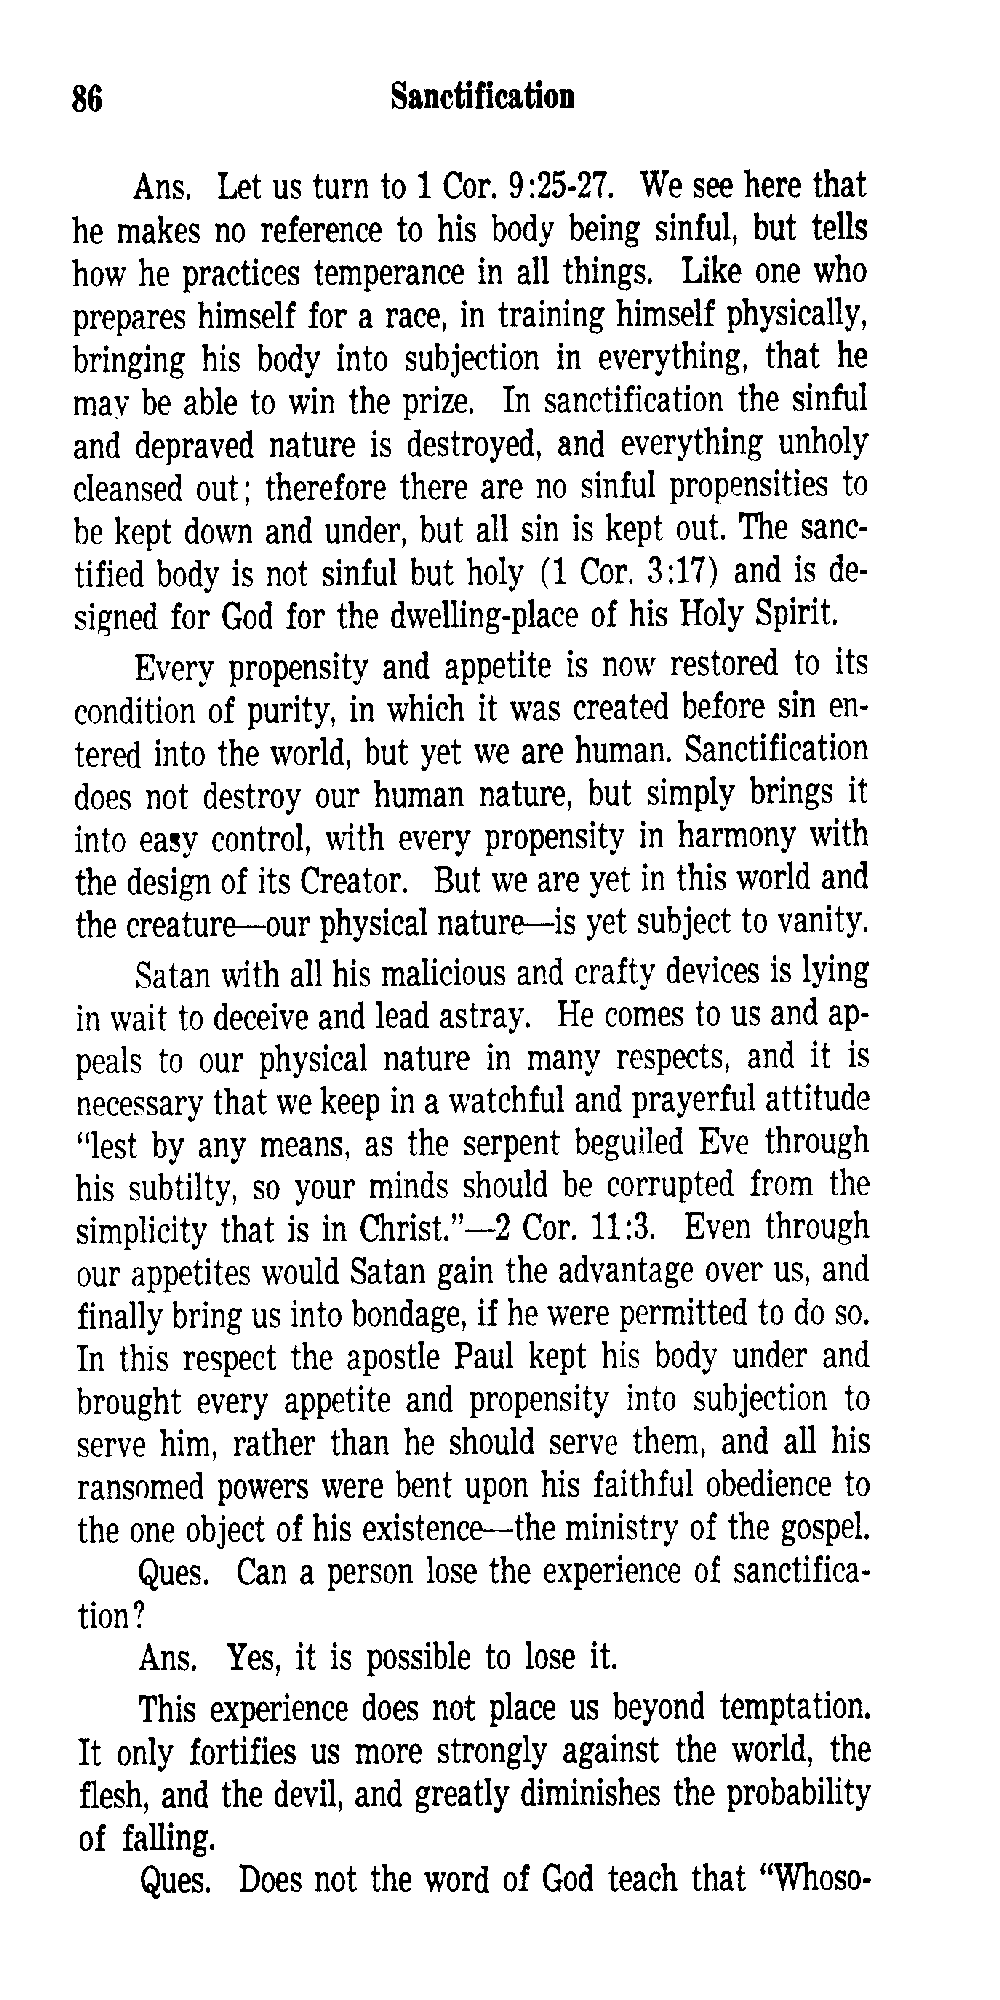 86 Sanctification
Ans. Let us turn to 1 Cor. 9:25-27. We see here that
he makes no reference to his body being sinful, but tells
how he practices temperance in all things. Like one who
prepares himself for a race, in training himself physically,
bringing his body into subjection in everything, that he
may be able to win the prize. In sanctification the sinful
and depraved nature is destroyed, and everything unholy
cleansed out; therefore there are no sinful propensities to
be kept down and under, but all sin is kept out. The sanc-
tified body is not sinful but holy (1 Cor. 3:17) and is de-
signed for God for the dwelling-place of his Holy Spirit.
Every propensity and appetite is now restored to its
condition of purity, in which it was created before sin en-
tered into the world, but yet we are human. Sanctification
does not destroy our human nature, but simply brings it
into easy control, with every propensity in harmony with
the design of its Creator. But we are yet in this world and
the creature—our physical nature—is yet subject to vanity.
Satan with all his malicious and crafty devices is lying
in wait to deceive and lead astray. He comes to us and ap-
peals to our physical nature in many respects, and it is
necessary that we keep in a watchful and prayerful attitude
“lest by any means, as the serpent beguiled Eve through
his subtilty, so your minds should be corrupted from the
simplicity that is in Christ.”—2 Cor. 11:3. Even through
our appetites would Satan gain the advantage over us, and
finally bring us into bondage, if he were permitted to do so.
In this respect the apostle Paul kept his body under and
brought every appetite and propensity into subjection to
serve him, rather than he should serve them, and all his
ransomed powers were bent upon his faithful obedience to
the one object of his existence—the ministry of the gospel.
Ques. Can a person lose the experience of sanctifica-
tion?
Ans. Yes, it is possible to lose it.
This experience does not place us beyond temptation.
It only fortifies us more strongly against the world, the
flesh, and the devil, and greatly diminishes the probability
of falling.
Ques. Does not the word of God teach that “Whoso-